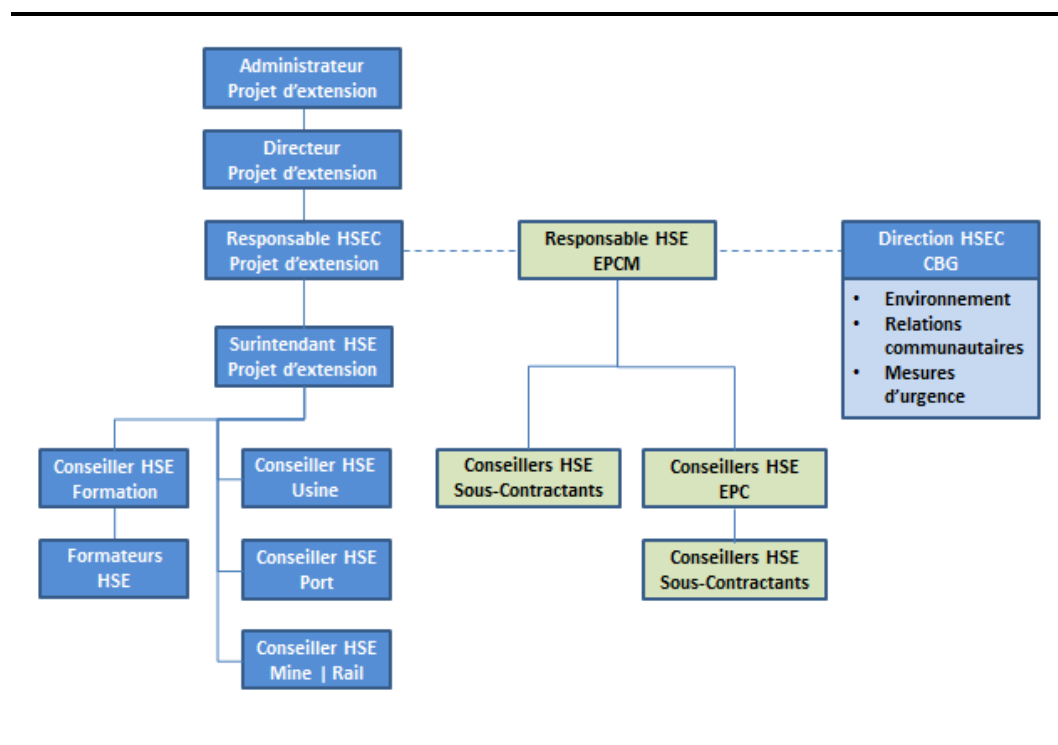 Administrateur
Projet d'extension
Directeur
Projet d'extension
Responsable HSEC
Projet d'extension
Responsable HSE
EPCM
Direction HSEC
CBG
• Environnement
• Relations
communautaires
• Mesures
d'urgence
Surintendant HSE
Projet d'extension
Conseiller HSE
Formation
Conseiller HSE
Usine
Conseillers HSE
Sous-Contractants
Conseillers HSE
EPC
Formateurs
HSE
Conseiller HSE
Port
Conseillers HSE
Sous-Contractants
Conseiller HSE
Mine | Rail